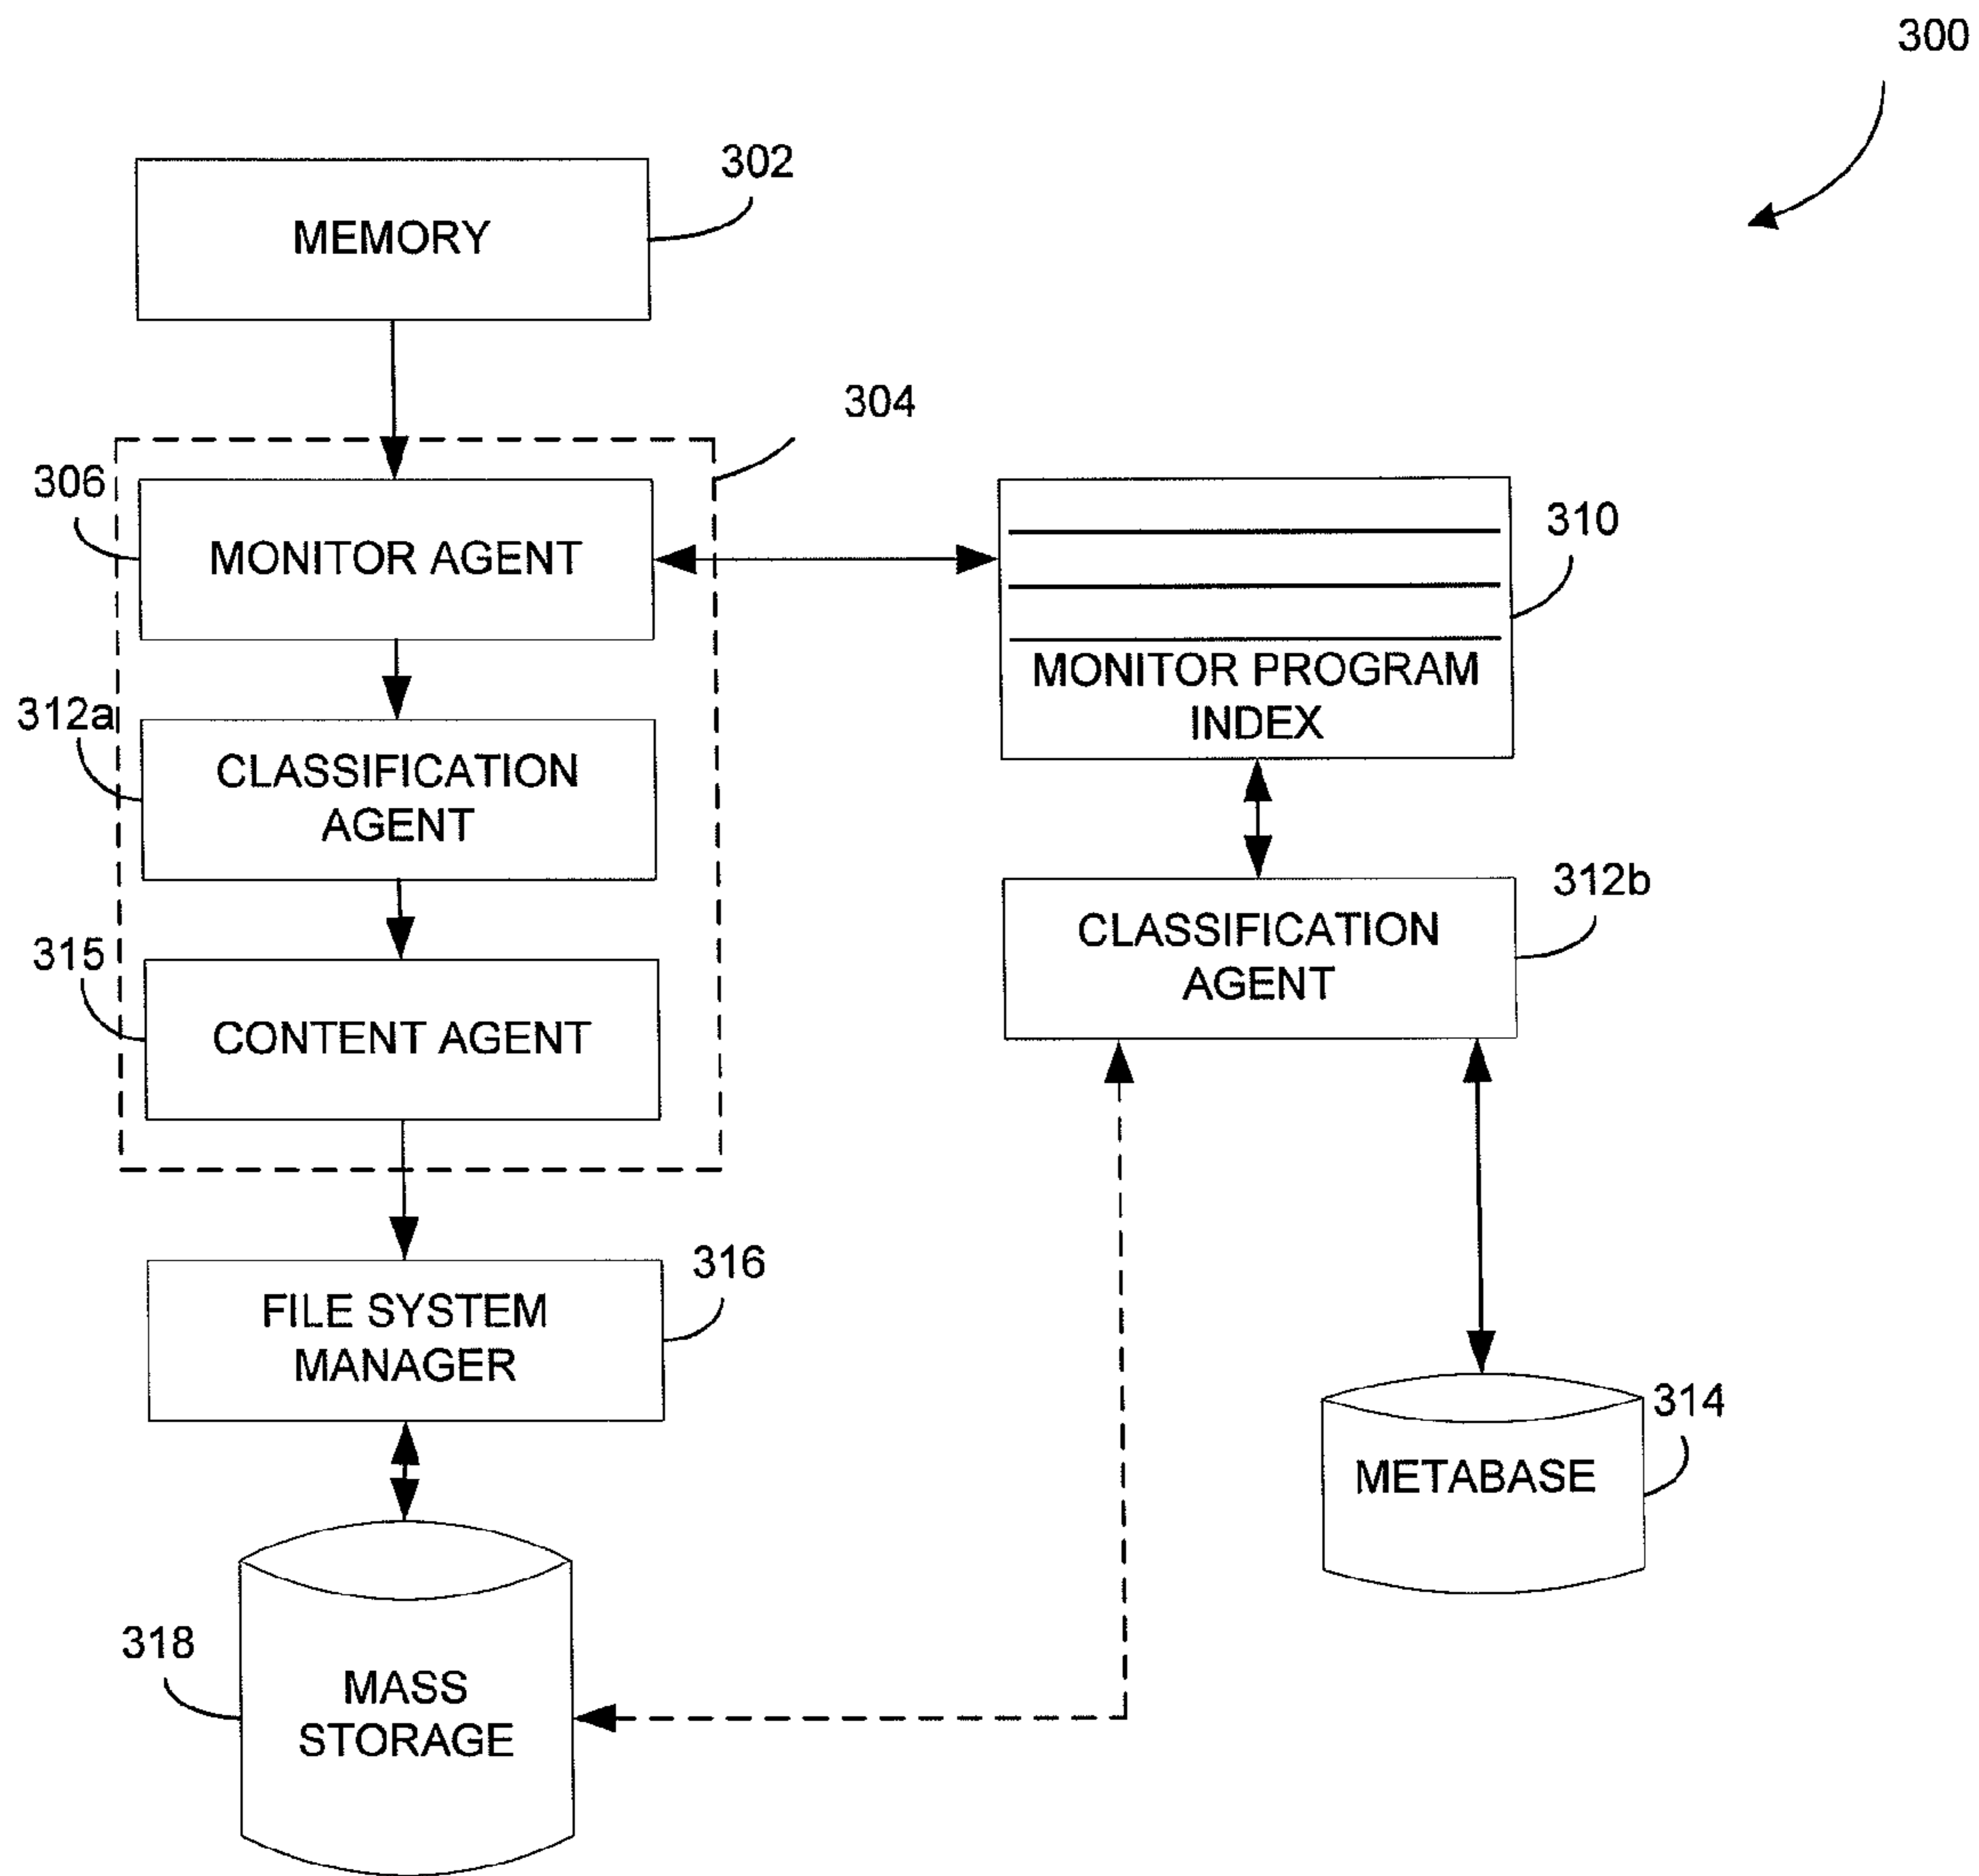 300
302
MEMORY
304
306
MONITOR AGENT
310
MONITOR PROGRAM
INDEX
312a
CLASSIFICATION
AGENT
312b
CLASSIFICATION
AGENT
315
CONTENT AGENT
316
FILE SYSTEM
MANAGER
314
METABASE
318
MASS
STORAGE